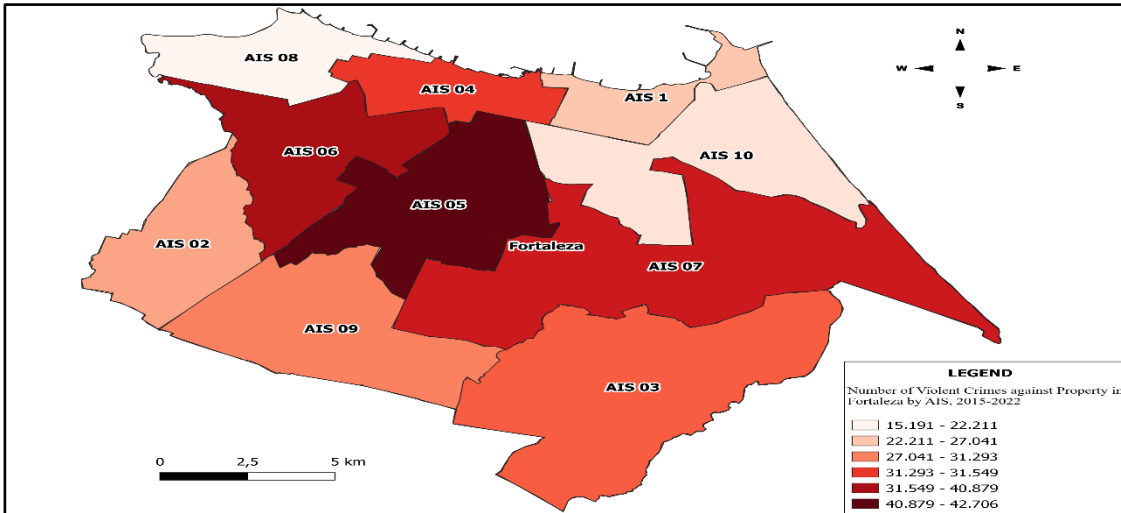 N
W E
S
AIS 08
AIS 04
AIS 1
AIS 06
AIS 10
AIS 05
AIS 02
Fortaleza
AIS 07
AIS 09
AIS 03
0 2,5 5 km
LEGEND
Number of Violent Crimes against Property in
Fortaleza by AIS, 2015-2022
15.191 - 22.211
22.211 - 27.041
27.041 - 31.293
31.293 - 31.549
31.549 - 40.879
40.879 - 42.706